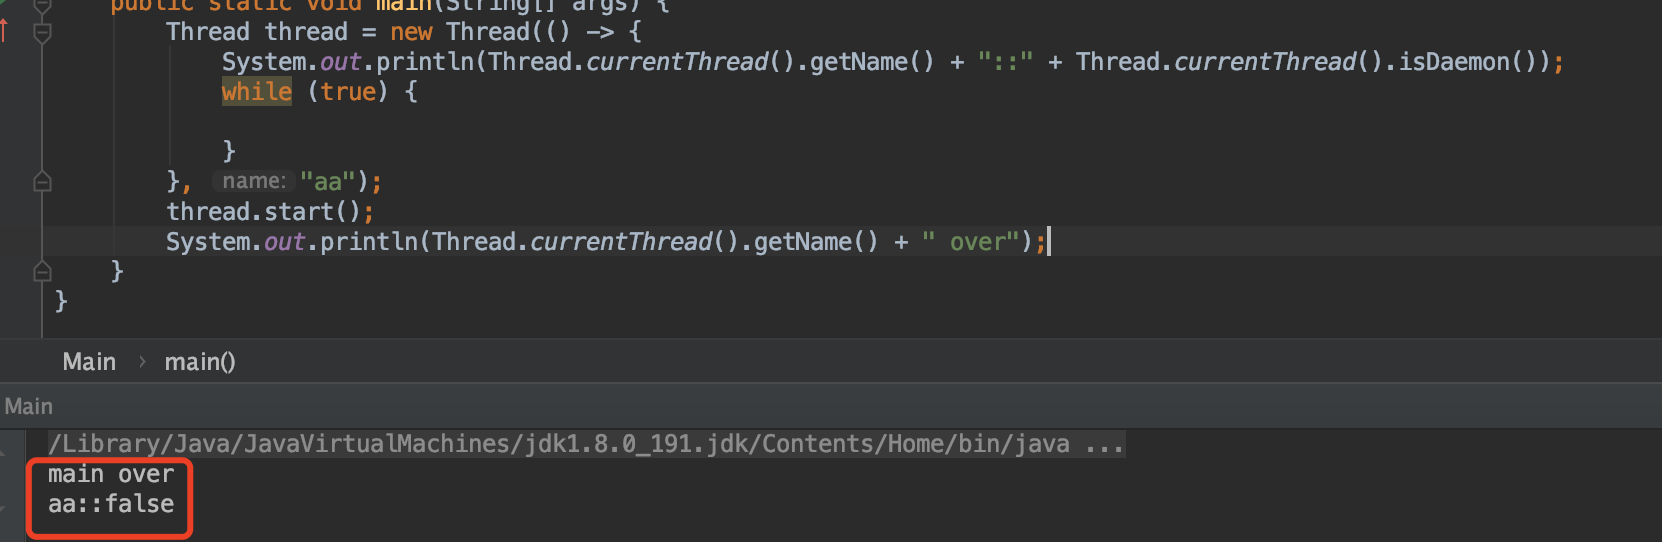 public static void main(String[] args) {
Thread thread = new Thread(() -> {
System.out.println(Thread.currentThread().getName() + "::" + Thread.currentThread().isDaemon());
while (true) {
}
}, name: "aa");
thread.start();
System.out.println(Thread.currentThread().getName() + " over");
}
}
Main › main()
Main
/Library/Java/JavaVirtualMachines/jdk1.8.0_191.jdk/Contents/Home/bin/java ...
main over
aa::false